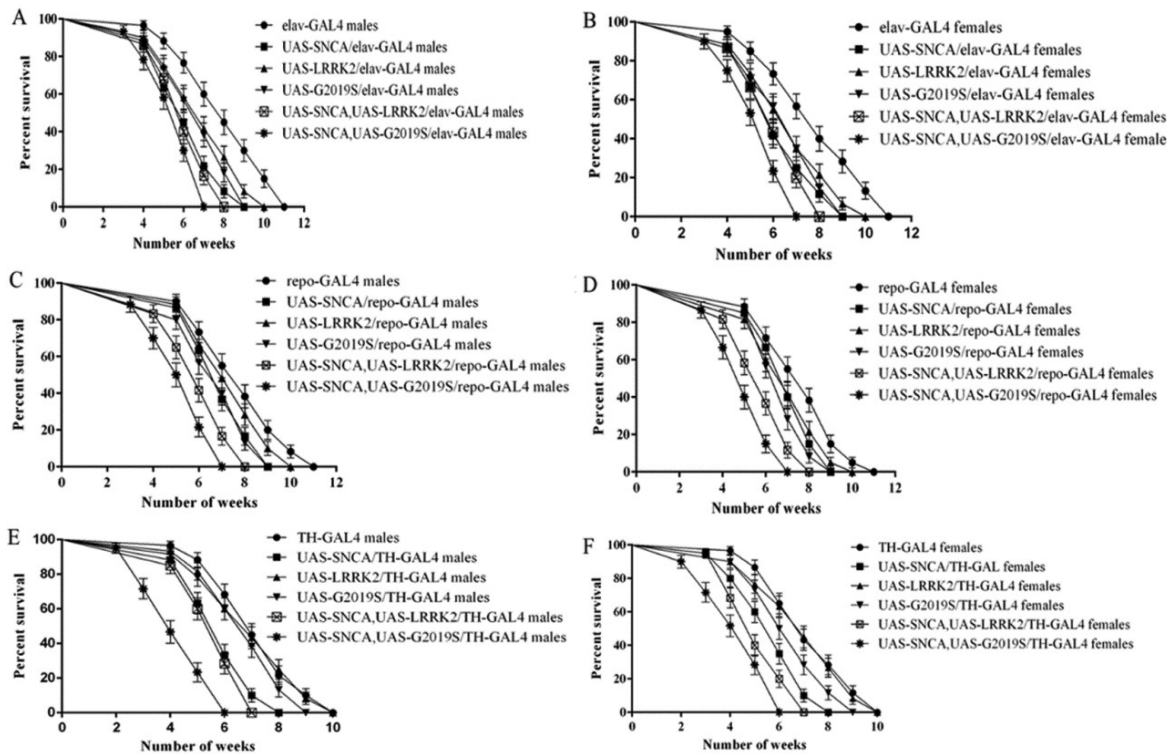 A
100
80
60
40
20
0
Percent survival
0 2 4 6 8 10 12
Number of weeks
elav-GAL4 males
UAS-SNCA/elav-GAL4 males
UAS-LRRK2/elav-GAL4 males
UAS-G2019S/elav-GAL4 males
UAS-SNCA,UAS-LRRK2/elav-GAL4 males
UAS-SNCA,UAS-G2019S/elav-GAL4 males
B
100
80
60
40
20
0
Percent survival
0 2 4 6 8 10 12
Number of weeks
elav-GAL4 females
UAS-SNCA/elav-GAL4 females
UAS-LRRK2/elav-GAL4 females
UAS-G2019S/elav-GAL4 females
UAS-SNCA,UAS-LRRK2/elav-GAL4 females
UAS-SNCA,UAS-G2019S/elav-GAL4 female
C
100
80
60
40
20
0
Percent survival
0 2 4 6 8 10 12
Number of weeks
repo-GAL4 males
UAS-SNCA/repo-GAL4 males
UAS-LRRK2/repo-GAL4 males
UAS-G2019S/repo-GAL4 males
UAS-SNCA,UAS-LRRK2/repo-GAL4 males
UAS-SNCA,UAS-G2019S/repo-GAL4 males
D
100
80
60
40
20
0
Percent survival
0 2 4 6 8 10 12
Number of weeks
repo-GAL4 females
UAS-SNCA/repo-GAL4 females
UAS-LRRK2/repo-GAL4 females
UAS-G2019S/repo-GAL4 females
UAS-SNCA,UAS-LRRK2/repo-GAL4 females
UAS-SNCA,UAS-G2019S/repo-GAL4 females
E
100
80
60
40
20
0
Percent survival
0 2 4 6 8 10
Number of weeks
TH-GAL4 males
UAS-SNCA/TH-GAL4 males
UAS-LRRK2/TH-GAL4 males
UAS-G2019S/TH-GAL4 males
UAS-SNCA,UAS-LRRK2/TH-GAL4 males
UAS-SNCA,UAS-G2019S/TH-GAL4 males
F
100
80
60
40
20
0
Percent survival
0 2 4 6 8 10
Number of weeks
TH-GAL4 females
UAS-SNCA/TH-GAL females
UAS-LRRK2/TH-GAL4 females
UAS-G2019S/TH-GAL4 females
UAS-SNCA,UAS-LRRK2/TH-GAL4 females
UAS-SNCA,UAS-G2019S/TH-GAL4 females